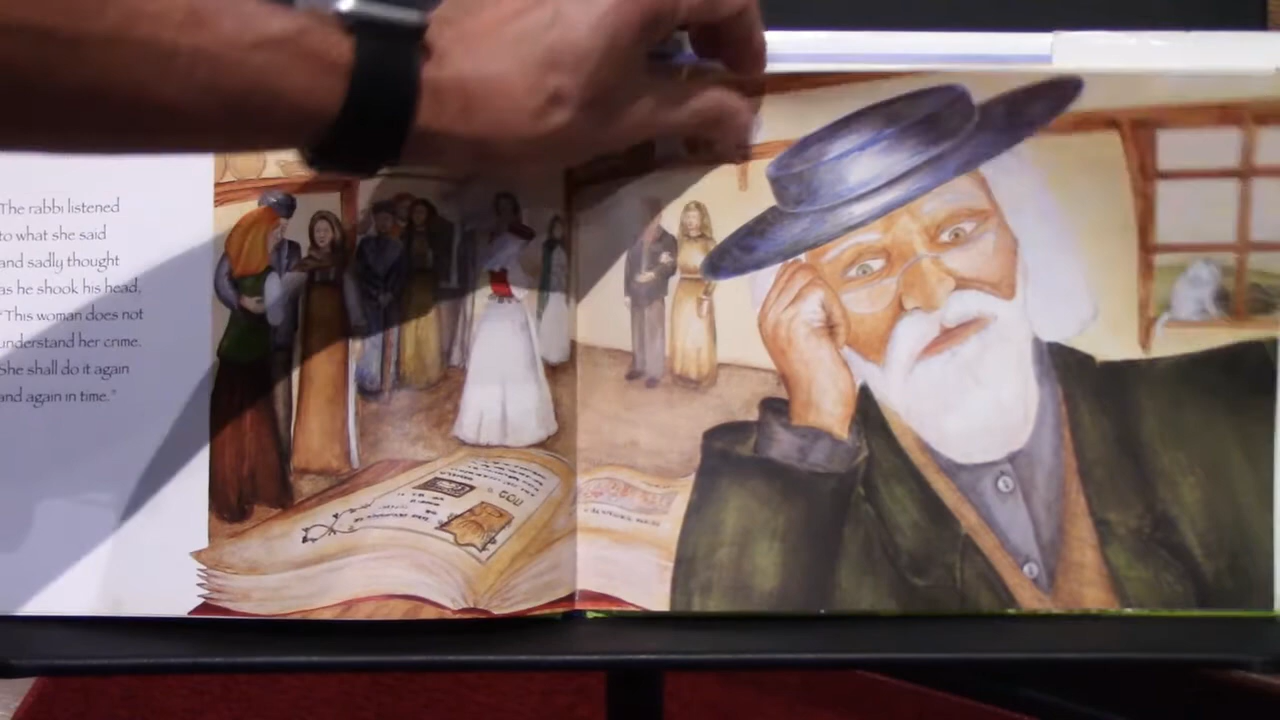 The rabbi listened
to what she said
and sadly thought
as he shook his head,
"This woman does not
understand her crime.
She shall do it again
and again in time."